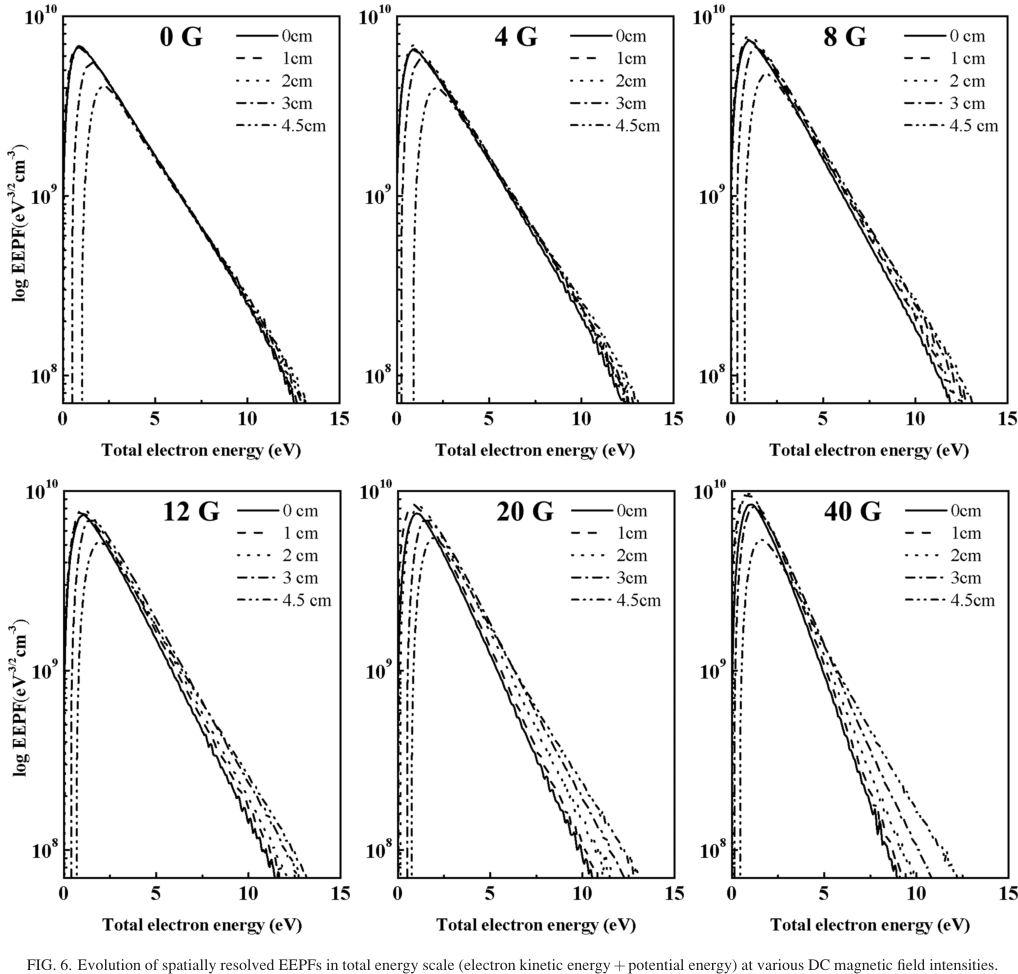 10^10
0 G
0cm
1cm
2cm
3cm
4.5cm
log EEPF(eV^-3/2cm^-3)
10^9
10^8
0 5 10 15
Total electron energy (eV)
10^10
4 G
0cm
1cm
2cm
3cm
4.5cm
10^9
10^8
0 5 10 15
Total electron energy (eV)
10^10
8 G
0 cm
1 cm
2 cm
3 cm
4.5 cm
10^9
10^8
0 5 10 15
Total electron energy (eV)
10^10
12 G
0 cm
1 cm
2 cm
3 cm
4.5 cm
log EEPF(eV^-3/2cm^-3)
10^9
10^8
0 5 10 15
Total electron energy (eV)
10^10
20 G
0cm
1cm
2cm
3cm
4.5cm
10^9
10^8
0 5 10 15
Total electron energy (eV)
10^10
40 G
0cm
1cm
2cm
3cm
4.5cm
10^9
10^8
0 5 10 15
Total electron energy (eV)
FIG. 6. Evolution of spatially resolved EEPFs in total energy scale (electron kinetic energy + potential energy) at various DC magnetic field intensities.